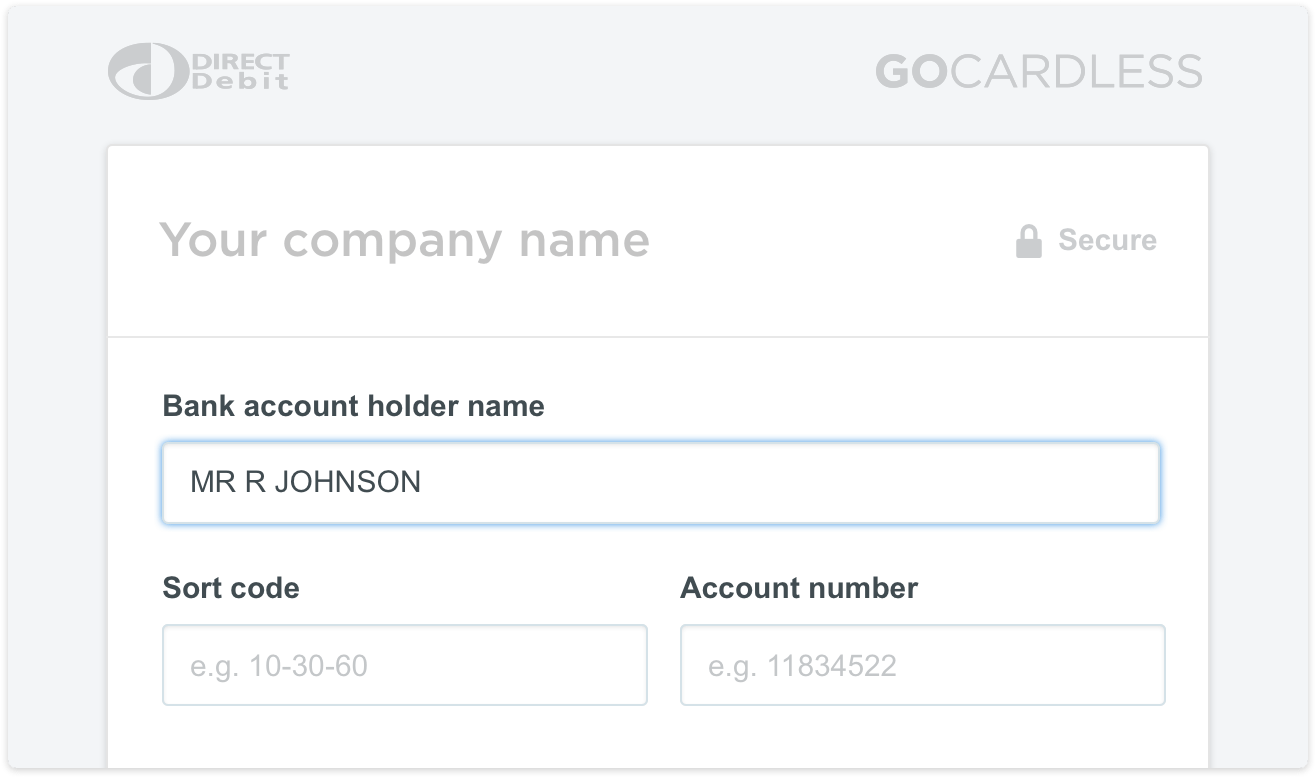 DIRECT
Debit
GOCARDLESS
Your company name
Secure
Bank account holder name
MR R JOHNSON
Sort code
Account number
e.g. 10-30-60
e.g. 11834522